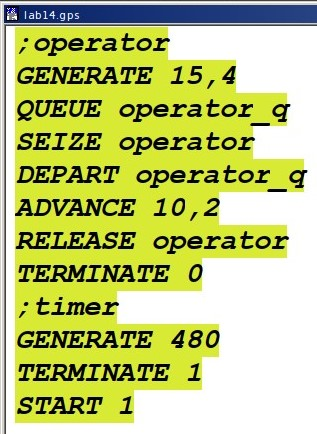 lab14.gps
;operator
GENERATE 15,4
QUEUE operator_q
SEIZE operator
DEPART operator_q
ADVANCE 10,2
RELEASE operator
TERMINATE 0
;timer
GENERATE 480
TERMINATE 1
START 1